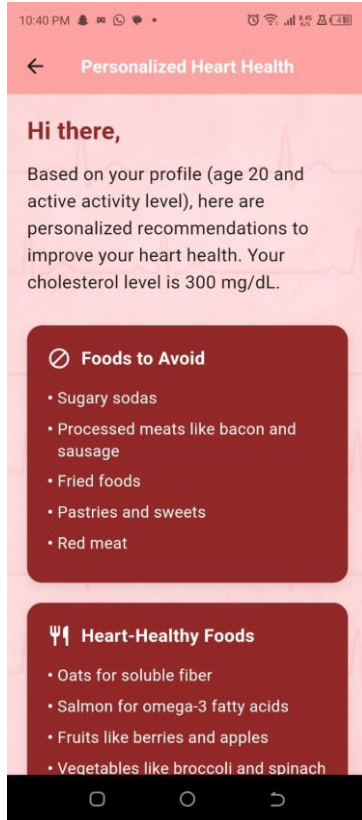 10:40 PM
Personalized Heart Health
Hi there,
Based on your profile (age 20 and
active activity level), here are
personalized recommendations to
improve your heart health. Your
cholesterol level is 300 mg/dL.
Foods to Avoid
• Sugary sodas
• Processed meats like bacon and
sausage
• Fried foods
• Pastries and sweets
• Red meat
Heart-Healthy Foods
• Oats for soluble fiber
• Salmon for omega-3 fatty acids
• Fruits like berries and apples
• Vegetables like broccoli and spinach